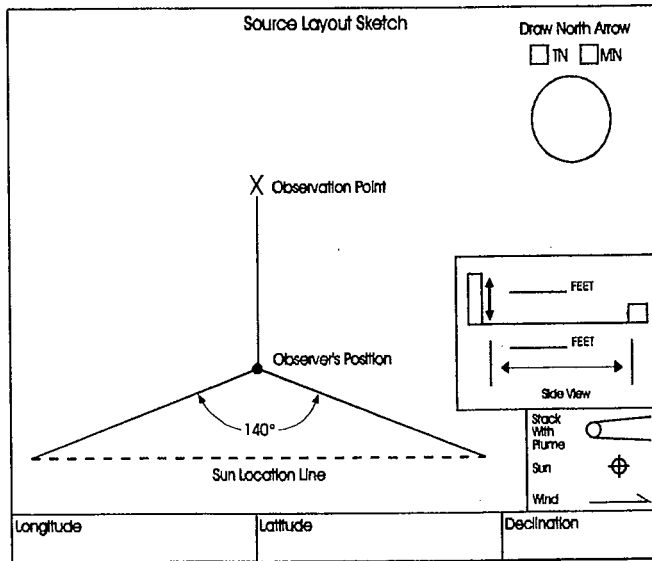 Source Layout Sketch
Draw North Arrow
TN MN
X Observation Point
FEET
Observer's Position
FEET
Side View
140°
Sun Location Line
Stack
With
Plume
Sun
Wind
Longitude
Latitude
Declination